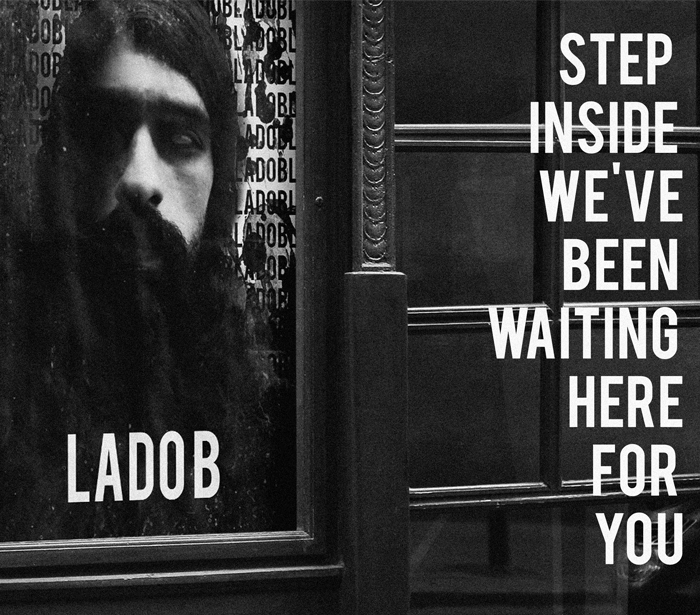 LADOB
STEP
INSIDE
WE'VE
BEEN
WAITING
HERE
FOR
YOU